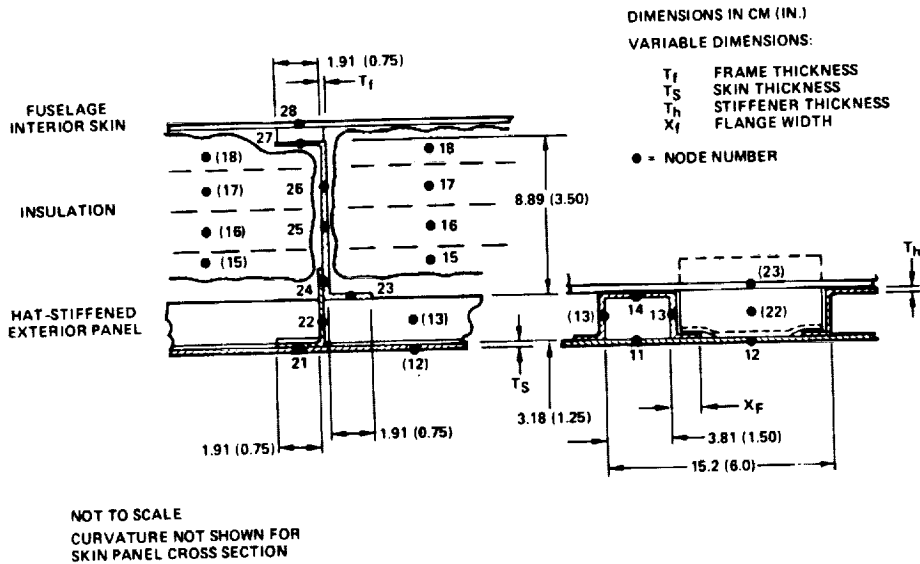 DIMENSIONS IN CM (IN.)
VARIABLE DIMENSIONS:
Tf FRAME THICKNESS
TS SKIN THICKNESS
Th STIFFENER THICKNESS
Xf FLANGE WIDTH
● = NODE NUMBER
1.91 (0.75)
Tf
FUSELAGE
INTERIOR SKIN
28
27
(18)
18
(17)
26
17
INSULATION
8.89 (3.50)
(16)
25
16
(15)
15
Th
24
23
(23)
HAT-STIFFENED
EXTERIOR PANEL
22
(13)
(13)
14
13
(22)
21
(12)
11
12
TS
XF
3.18 (1.25)
1.91 (0.75)
1.91 (0.75)
3.81 (1.50)
15.2 (6.0)
NOT TO SCALE
CURVATURE NOT SHOWN FOR
SKIN PANEL CROSS SECTION